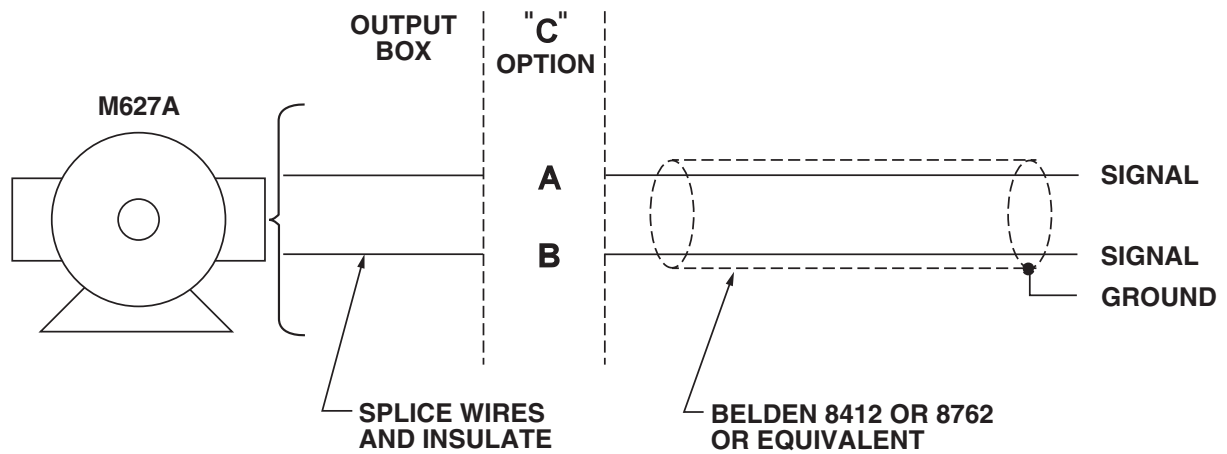 OUTPUT
BOX
"C"
OPTION
M627A
A
SIGNAL
B
SIGNAL
GROUND
SPLICE WIRES
AND INSULATE
BELDEN 8412 OR 8762
OR EQUIVALENT